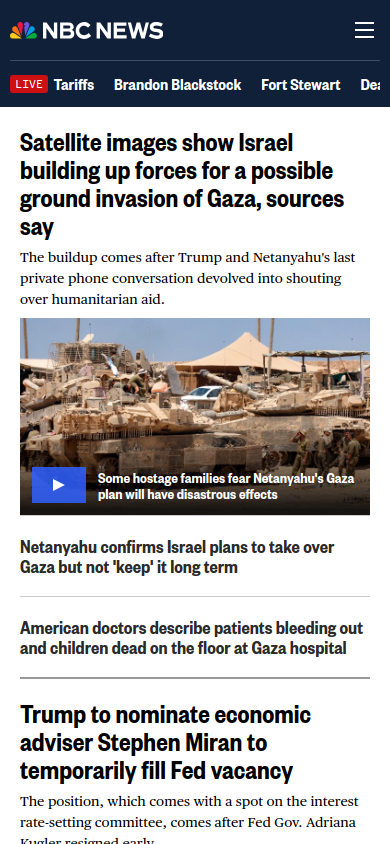 NBC NEWS
LIVE Tariffs Brandon Blackstock Fort Stewart
Satellite images show Israel
building up forces for a possible
ground invasion of Gaza, sources
say
The buildup comes after Trump and Netanyahu's last
private phone conversation devolved into shouting
over humanitarian aid.
Some hostage families fear Netanyahu's Gaza
plan will have disastrous effects
Netanyahu confirms Israel plans to take over
Gaza but not 'keep' it long term
American doctors describe patients bleeding out
and children dead on the floor at Gaza hospital
Trump to nominate economic
adviser Stephen Miran to
temporarily fill Fed vacancy
The position, which comes with a spot on the interest
rate-setting committee, comes after Fed Gov. Adriana
Kugler resigned early